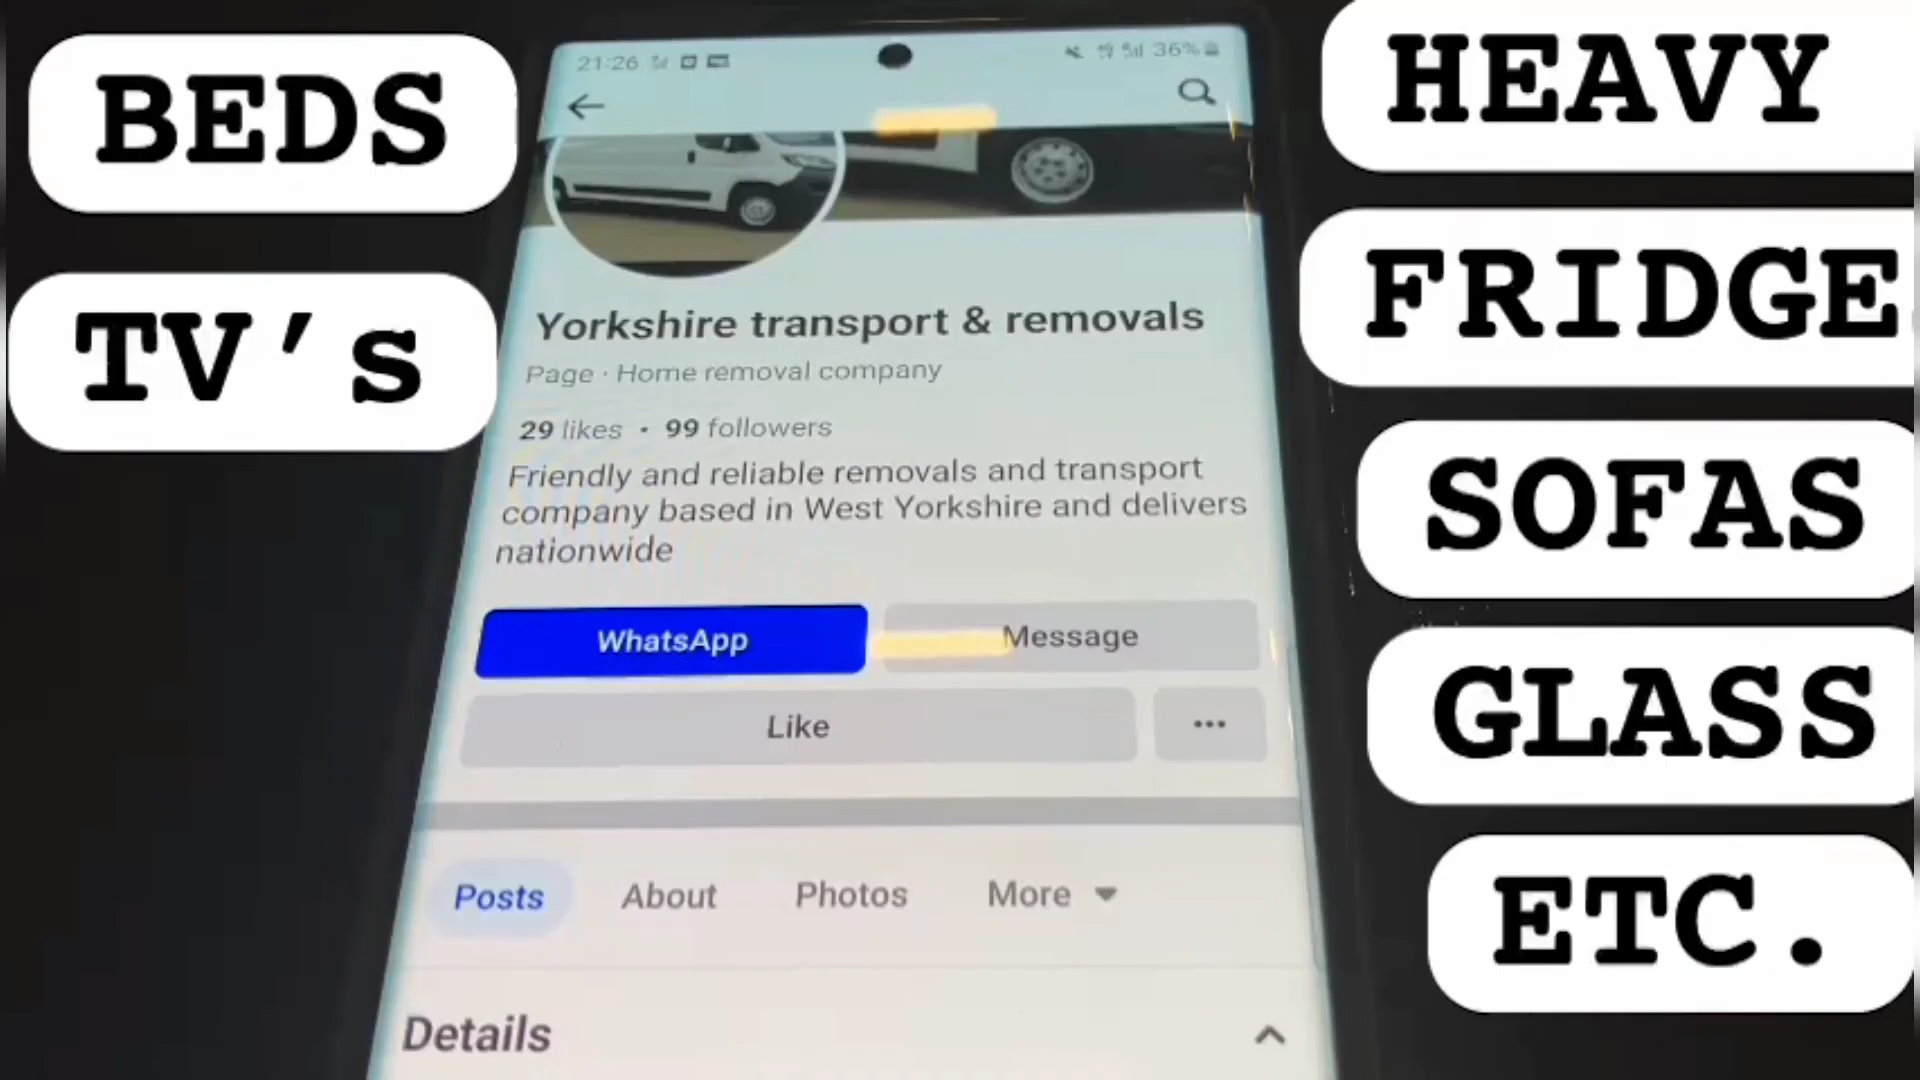 BEDS
TV's
HEAVY
FRIDGE
SOFAS
GLASS
ETC.
21:26
36%
Yorkshire transport & removals
Page · Home removal company
29 likes • 99 followers
Friendly and reliable removals and transport
company based in West Yorkshire and delivers
nationwide
WhatsApp
Message
Like
Posts About Photos More
Details